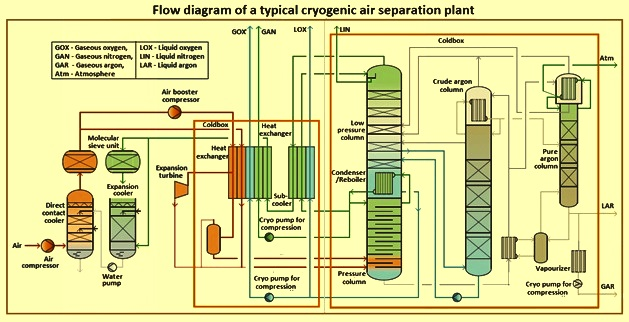 Flow diagram of a typical cryogenic air separation plant
GOX GAN LOX LIN
GOX - Gaseous oxygen, LOX - Liquid oxygen
GAN - Gaseous nitrogen, LIN - Liquid nitrogen
GAR - Gaseous argon, LAR - Liquid argon
Atm - Atmosphere
Coldbox
Atm
Air booster
compressor
Crude argon
column
Molecular
sieve unit
Coldbox
Heat
exchanger
Heat
exchanger
Low
pressure
column
Pure
argon
column
Expansion
turbine
Condenser
/Reboiler
Expansion
cooler
Sub-
cooler
Direct
contact
cooler
Cryo pump for
compression
LAR
Air
Air
compressor
Water
pump
Cryo pump for
compression
Pressure
column
Vapourizer
Cryo pump for
compression
GAR